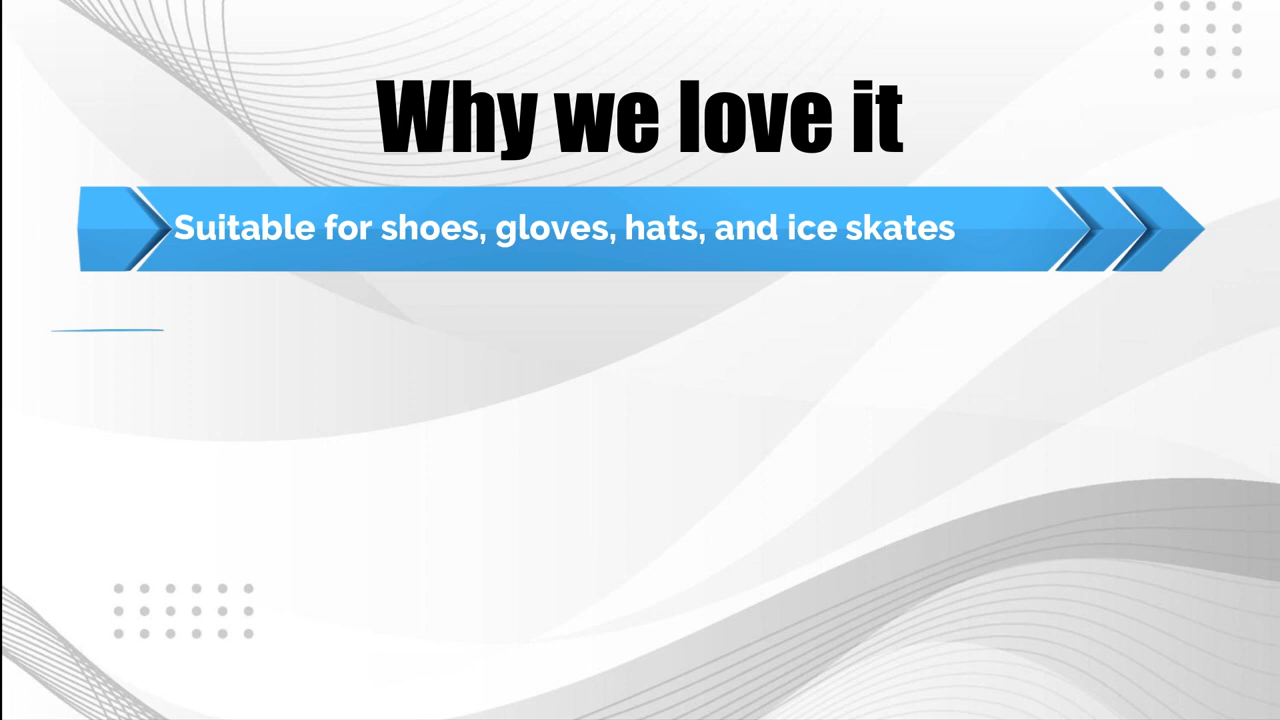 Why we love it
Suitable for shoes, gloves, hats, and ice skates